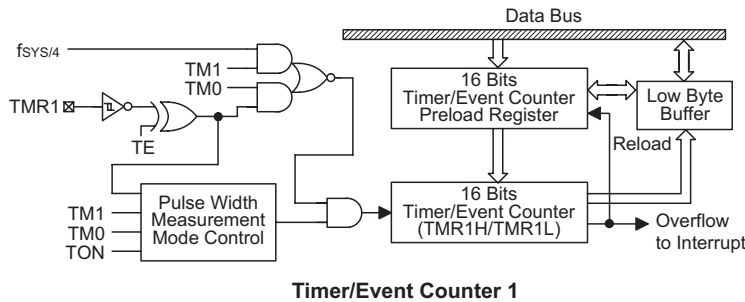 Data Bus
fSYS/4
TM1
TM0
TMR1
TE
16 Bits
Timer/Event Counter
Preload Register
Low Byte
Buffer
Reload
TM1
TM0
TON
Pulse Width
Measurement
Mode Control
16 Bits
Timer/Event Counter
(TMR1H/TMR1L)
Overflow
to Interrupt
Timer/Event Counter 1